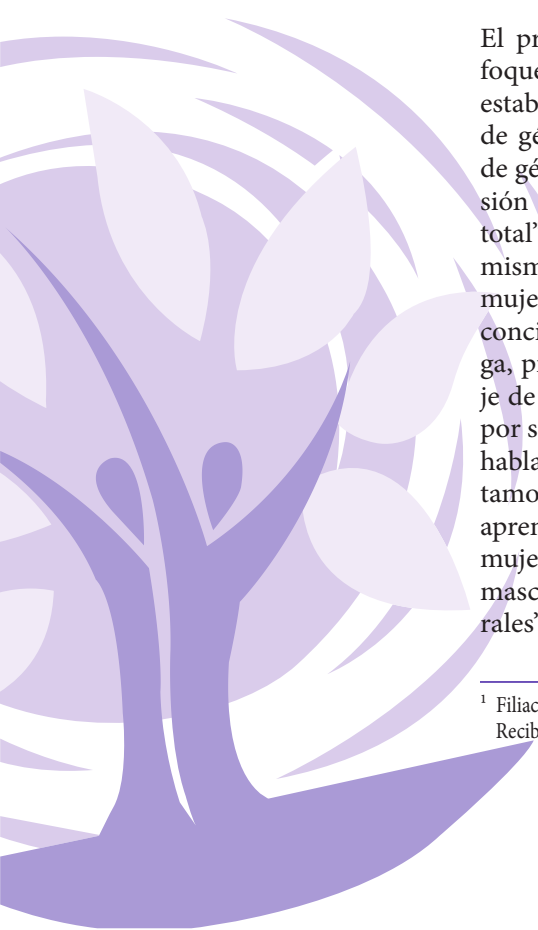 El pr
foque
estab
de gé
de gé
sión
total’
mism
muje
conci
ga, p
je de
por s
habla
tamo
apren
muje
masc
rales’
¹ Filiac
Recib